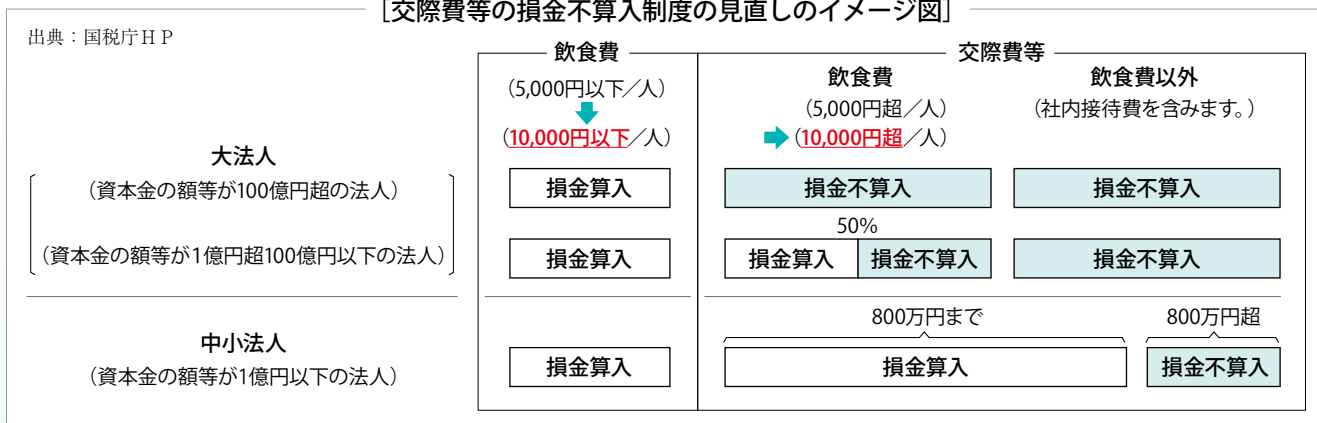 ［交際費等の損金不算入制度の見直しのイメージ図］
出典：国税庁ＨＰ
飲食費
（5,000円以下／人）
（10,000円以下／人）
交際費等
飲食費
（5,000円超／人）
（10,000円超／人）
飲食費以外
（社内接待費を含みます。）
大法人
（資本金の額等が100億円超の法人）
損金算入
損金不算入
損金不算入
50%
（資本金の額等が1億円超100億円以下の法人）
損金算入
損金算入
損金不算入
損金不算入
800万円まで
800万円超
中小法人
（資本金の額等が1億円以下の法人）
損金算入
損金算入
損金不算入